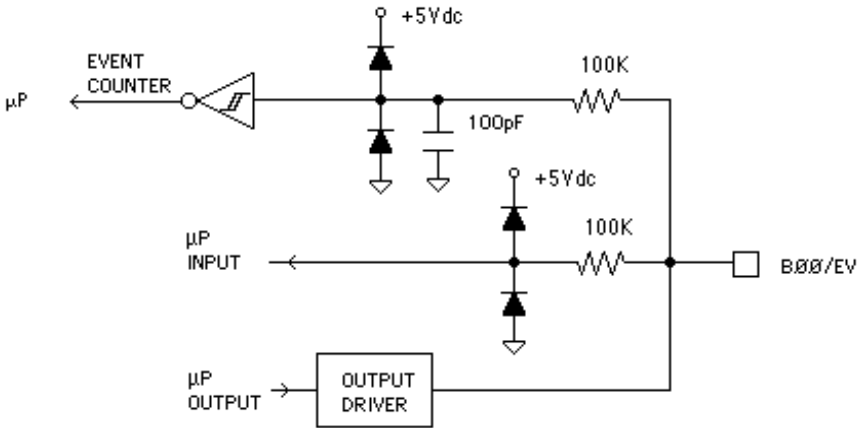 +5Vdc
EVENT
COUNTER
100K
µP
100pF
+5Vdc
100K
µP
INPUT
BØØ/EV
µP
OUTPUT
OUTPUT
DRIVER